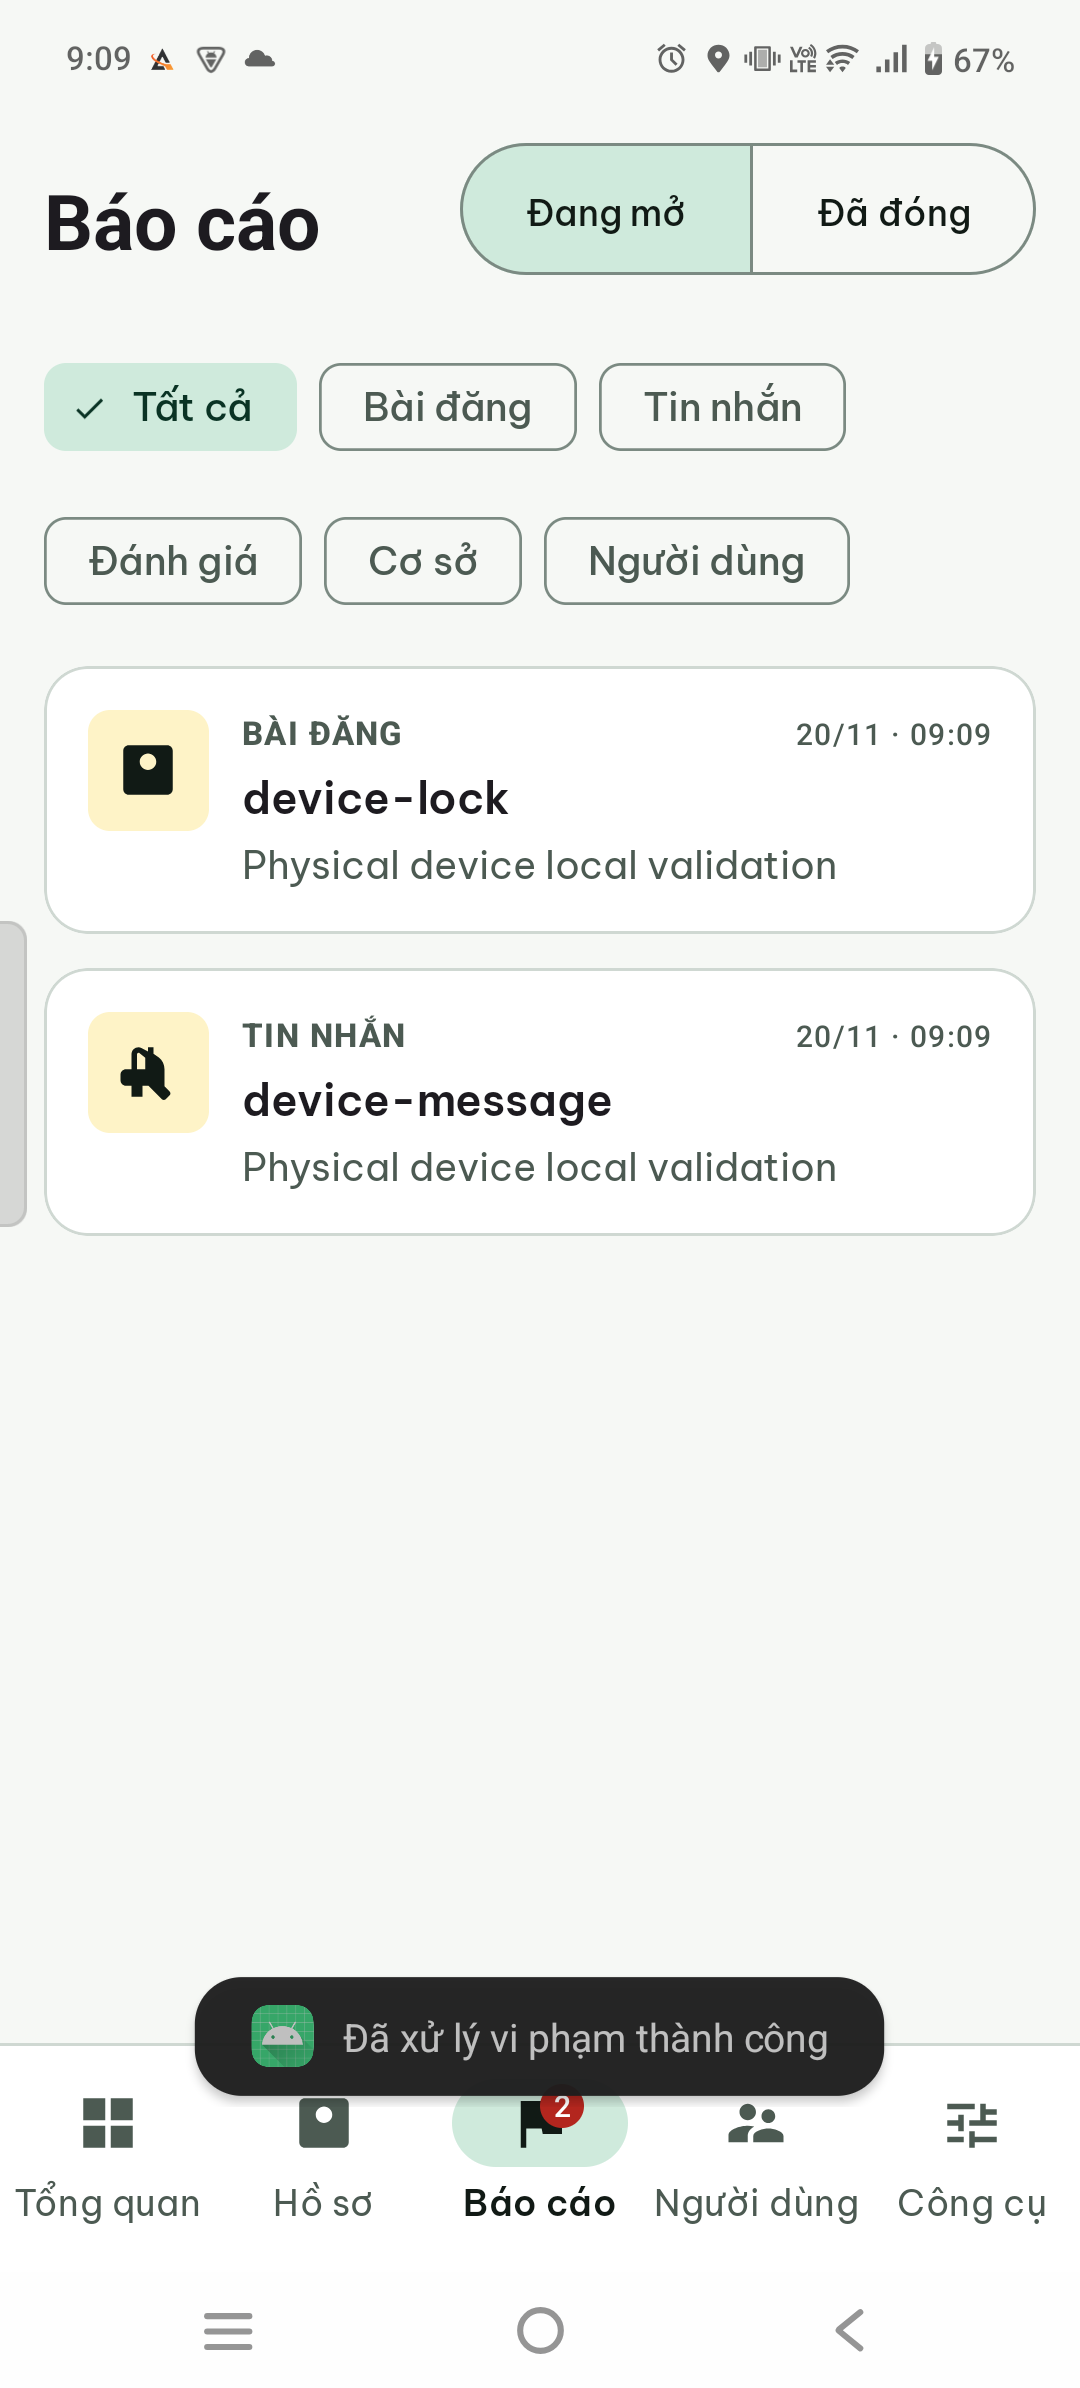 9:09 VO) LTE 67%
Báo cáo
Đang mở Đã đóng
Tất cả Bài đăng Tin nhắn
Đánh giá Cơ sở Người dùng
BÀI ĐĂNG 20/11 · 09:09
device-lock
Physical device local validation
TIN NHẮN 20/11 · 09:09
device-message
Physical device local validation
Đã xử lý vi phạm thành công
2
Tổng quan Hồ sơ Báo cáo Người dùng Công cụ